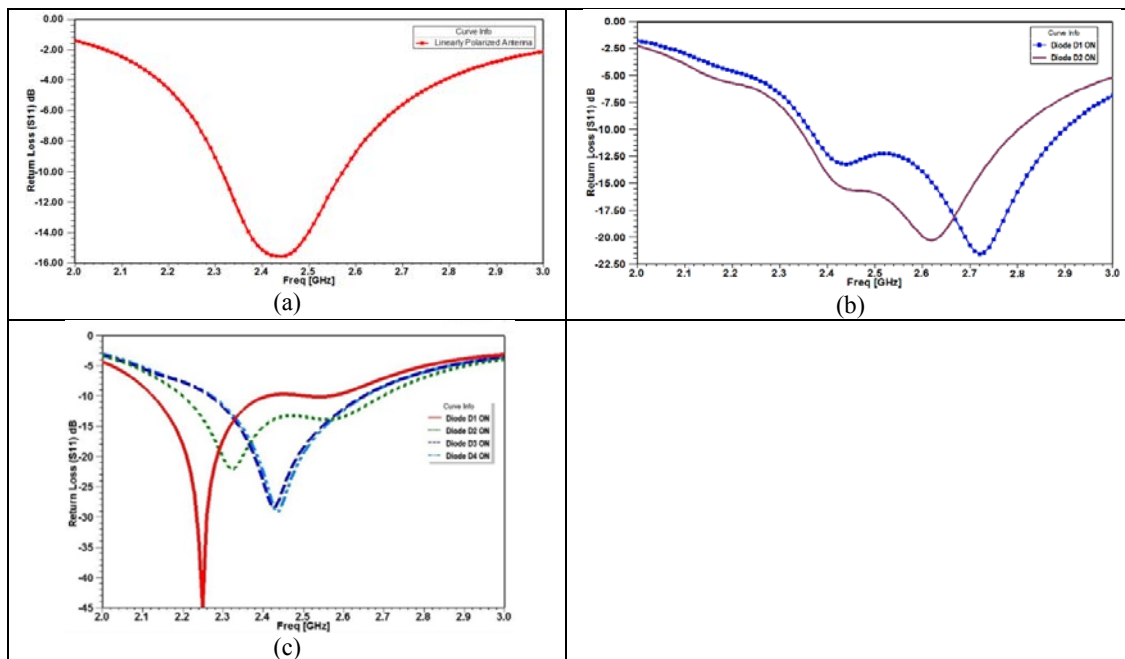 0.00
-2.00
-4.00
-6.00
-8.00
-10.00
-12.00
-14.00
-16.00
Return Loss (S11) dB
Curve Info
Linearly Polarized Antenna
2.0 2.1 2.2 2.3 2.4 2.5 2.6 2.7 2.8 2.9 3.0
Freq [GHz]
(a)
0.00
-2.50
-5.00
-7.50
-10.00
-12.50
-15.00
-17.50
-20.00
-22.50
Return Loss [S11) dB
Curve Info
Diode D1 ON
Diode D2 ON
2.0 2.1 2.2 2.3 2.4 2.5 2.6 2.7 2.8 2.9 3.0
Freq [GHz]
(b)
0
-5
-10
-15
-20
-25
-30
-35
-40
-45
Return Loss (S11) dB
Curve Info
Diode D1 ON
Diode D2 ON
Diode D3 ON
Diode D4 ON
2.0 2.1 2.2 2.3 2.4 2.5 2.6 2.7 2.8 2.9 3.0
Freq [GHz]
(c)